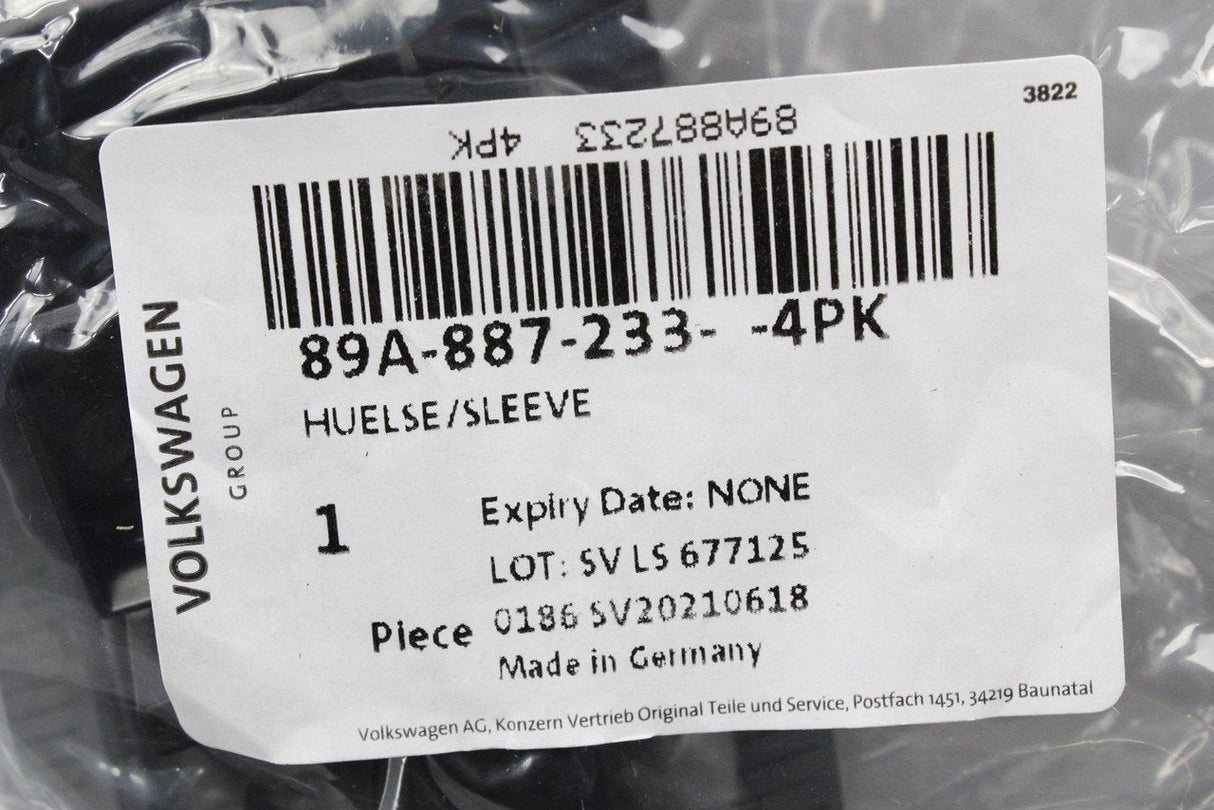 3822
89A887233 4PK
89A-887-233- -4PK
HUELSE/SLEEVE
VOLKSWAGEN
GROUP
1
Piece
Expiry Date: NONE
LOT: SV LS 677125
0186 SV20210618
Made in Germany
Volkswagen AG, Konzern Vertrieb Original Teile und Service, Postfach 1451, 34219 Baunatal